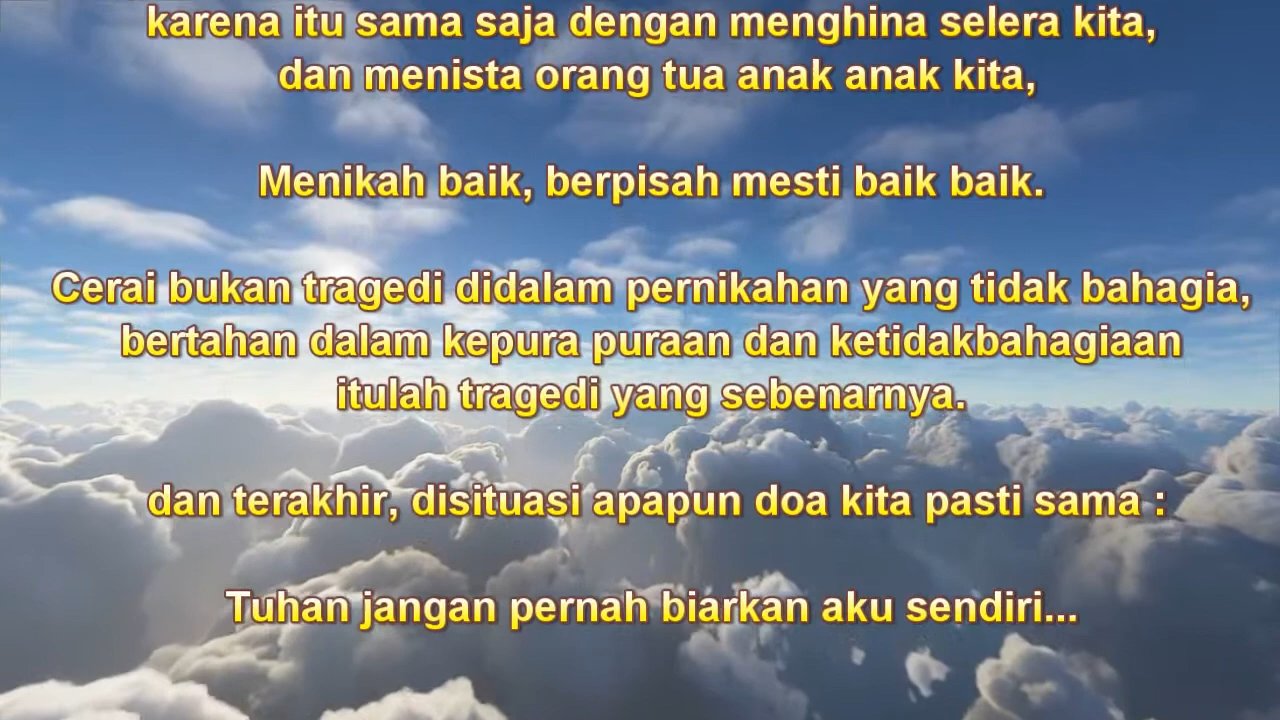 karena itu sama saja dengan menghina selera kita,
dan menista orang tua anak anak kita,
Menikah baik, berpisah mesti baik baik.
Cerai bukan tragedi didalam pernikahan yang tidak bahagia,
bertahan dalam kepura puraan dan ketidakbahagiaan
itulah tragedi yang sebenarnya.
dan terakhir, disituasi apapun doa kita pasti sama :
Tuhan jangan pernah biarkan aku sendiri...